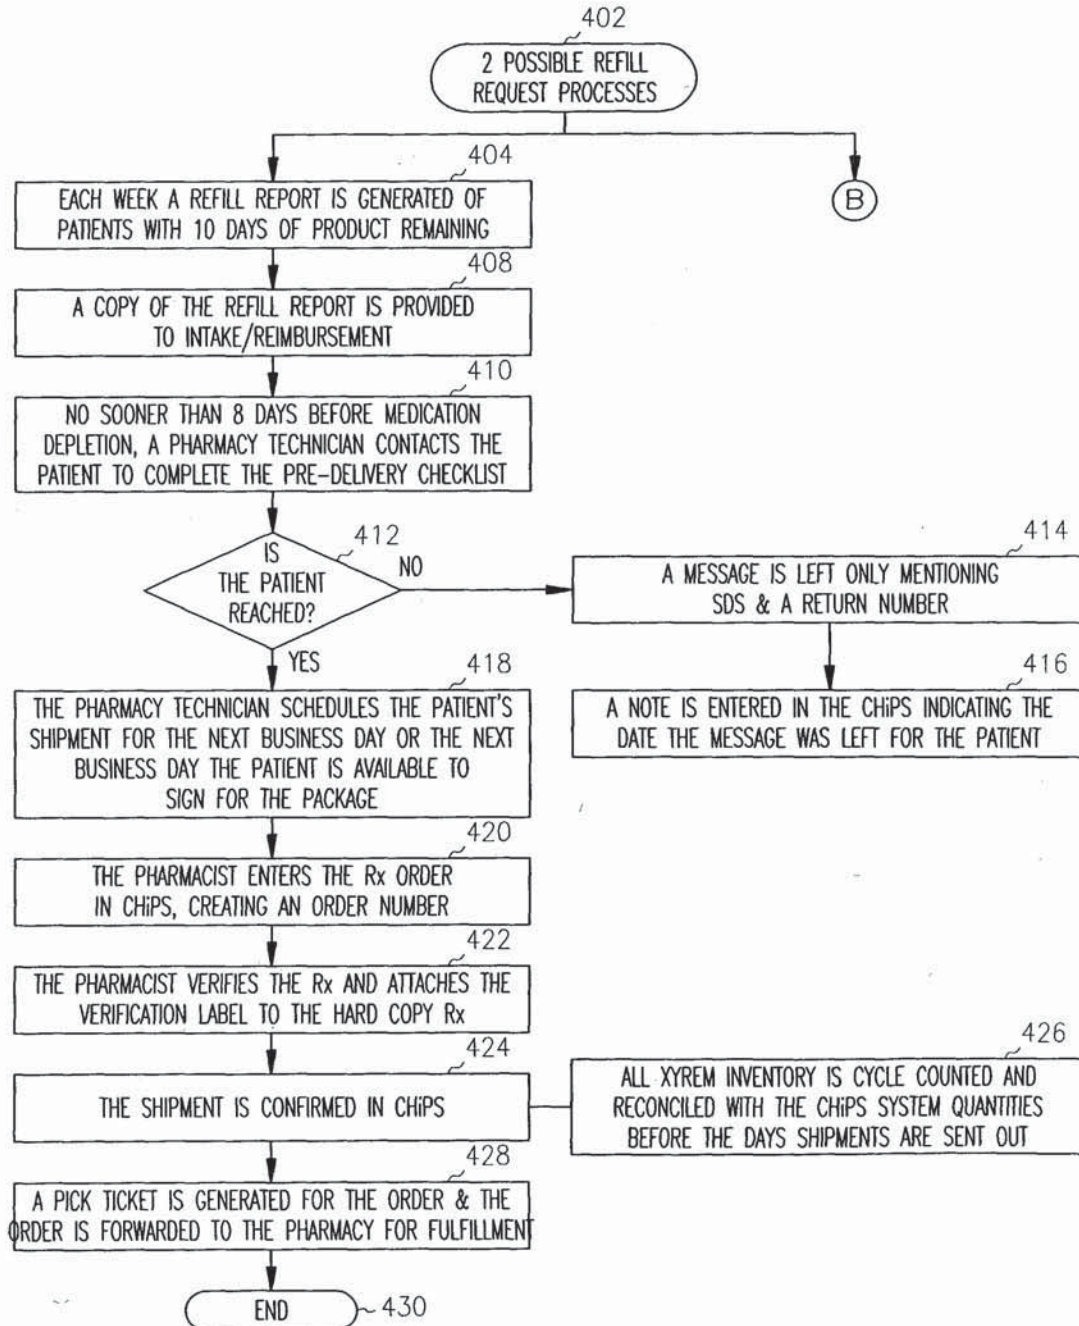 402
2 POSSIBLE REFILL
REQUEST PROCESSES
404
EACH WEEK A REFILL REPORT IS GENERATED OF
PATIENTS WITH 10 DAYS OF PRODUCT REMAINING
B
408
A COPY OF THE REFILL REPORT IS PROVIDED
TO INTAKE/REIMBURSEMENT
410
NO SOONER THAN 8 DAYS BEFORE MEDICATION
DEPLETION, A PHARMACY TECHNICIAN CONTACTS THE
PATIENT TO COMPLETE THE PRE-DELIVERY CHECKLIST
412
IS
THE PATIENT
REACHED?
NO
YES
414
A MESSAGE IS LEFT ONLY MENTIONING
SDS & A RETURN NUMBER
416
A NOTE IS ENTERED IN THE CHiPS INDICATING THE
DATE THE MESSAGE WAS LEFT FOR THE PATIENT
418
THE PHARMACY TECHNICIAN SCHEDULES THE PATIENT'S
SHIPMENT FOR THE NEXT BUSINESS DAY OR THE NEXT
BUSINESS DAY THE PATIENT IS AVAILABLE TO
SIGN FOR THE PACKAGE
420
THE PHARMACIST ENTERS THE Rx ORDER
IN CHiPS, CREATING AN ORDER NUMBER
422
THE PHARMACIST VERIFIES THE Rx AND ATTACHES THE
VERIFICATION LABEL TO THE HARD COPY Rx
424
THE SHIPMENT IS CONFIRMED IN CHiPS
426
ALL XYREM INVENTORY IS CYCLE COUNTED AND
RECONCILED WITH THE CHiPS SYSTEM QUANTITIES
BEFORE THE DAYS SHIPMENTS ARE SENT OUT
428
A PICK TICKET IS GENERATED FOR THE ORDER & THE
ORDER IS FORWARDED TO THE PHARMACY FOR FULFILLMENT
END
430